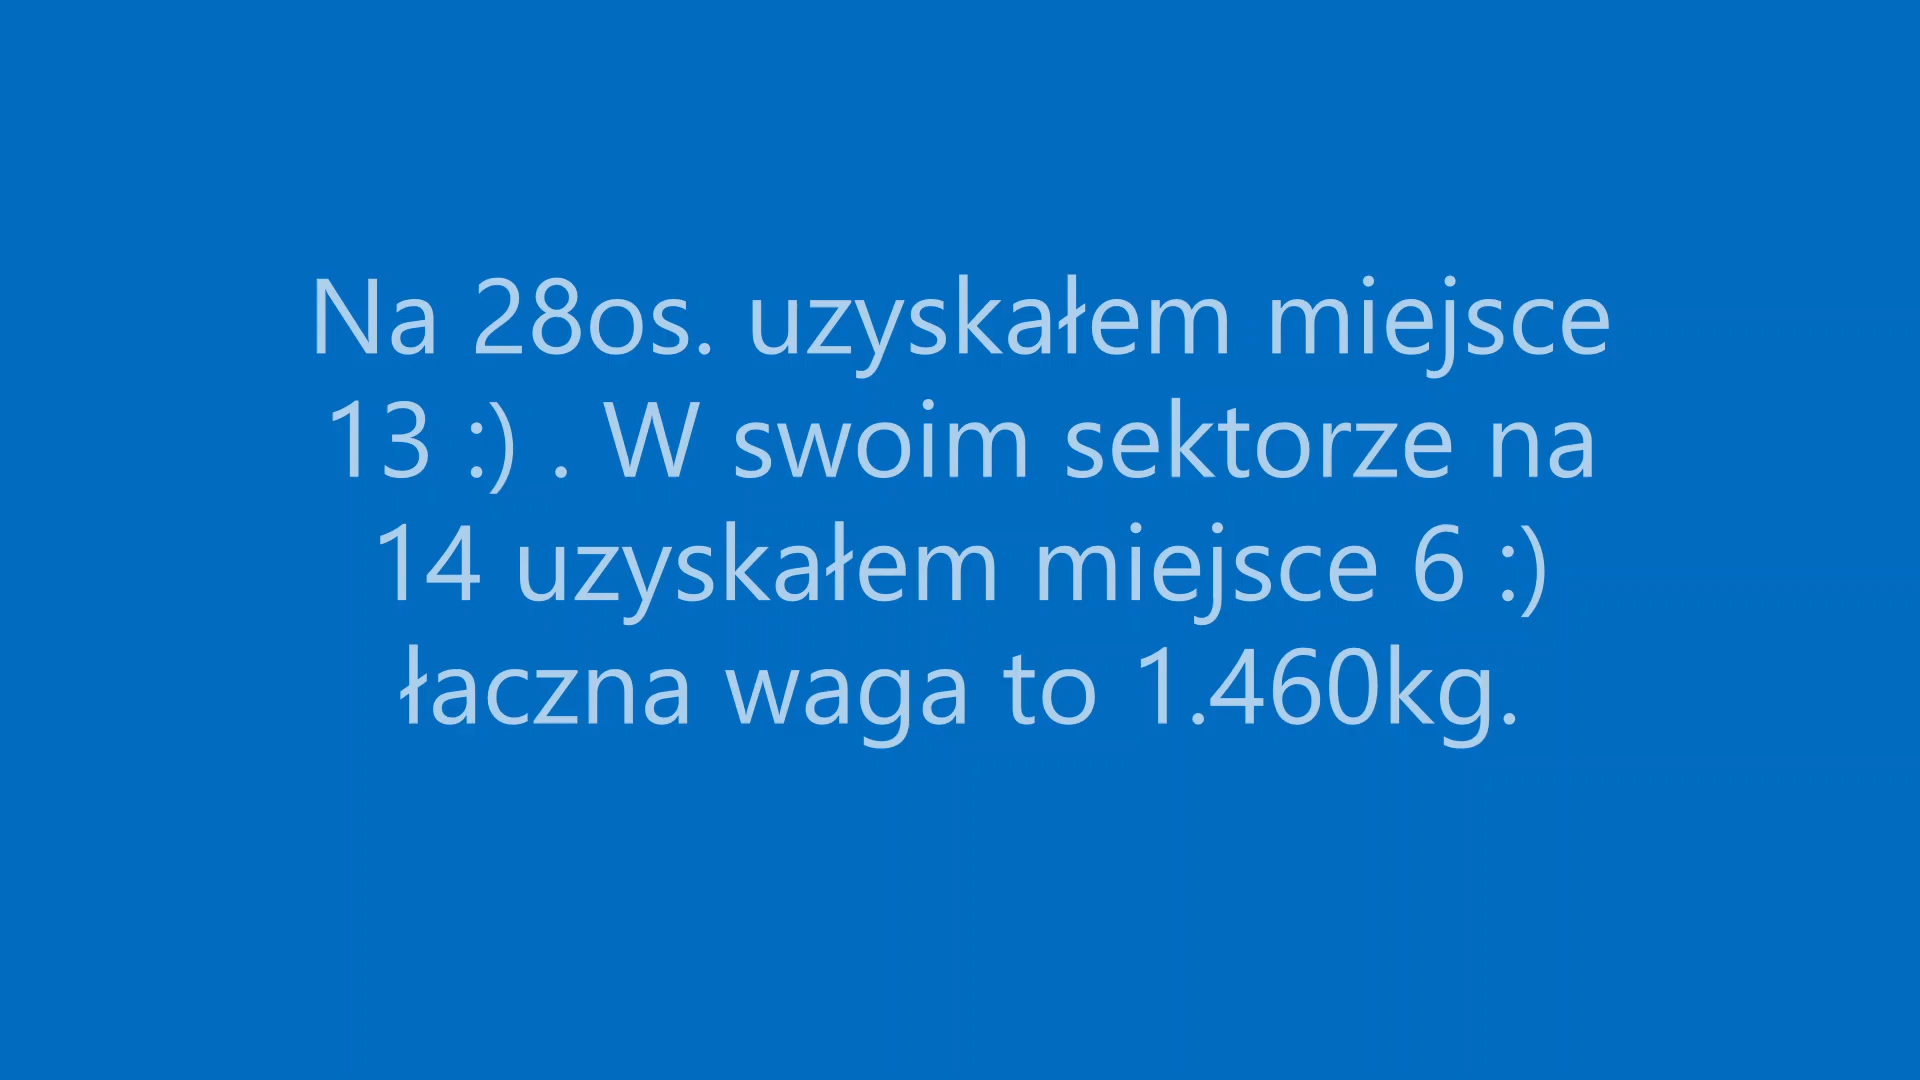 Na 28os. uzyskałem miejsce
13 :) . W swoim sektorze na
14 uzyskałem miejsce 6 :)
łaczna waga to 1.460kg.